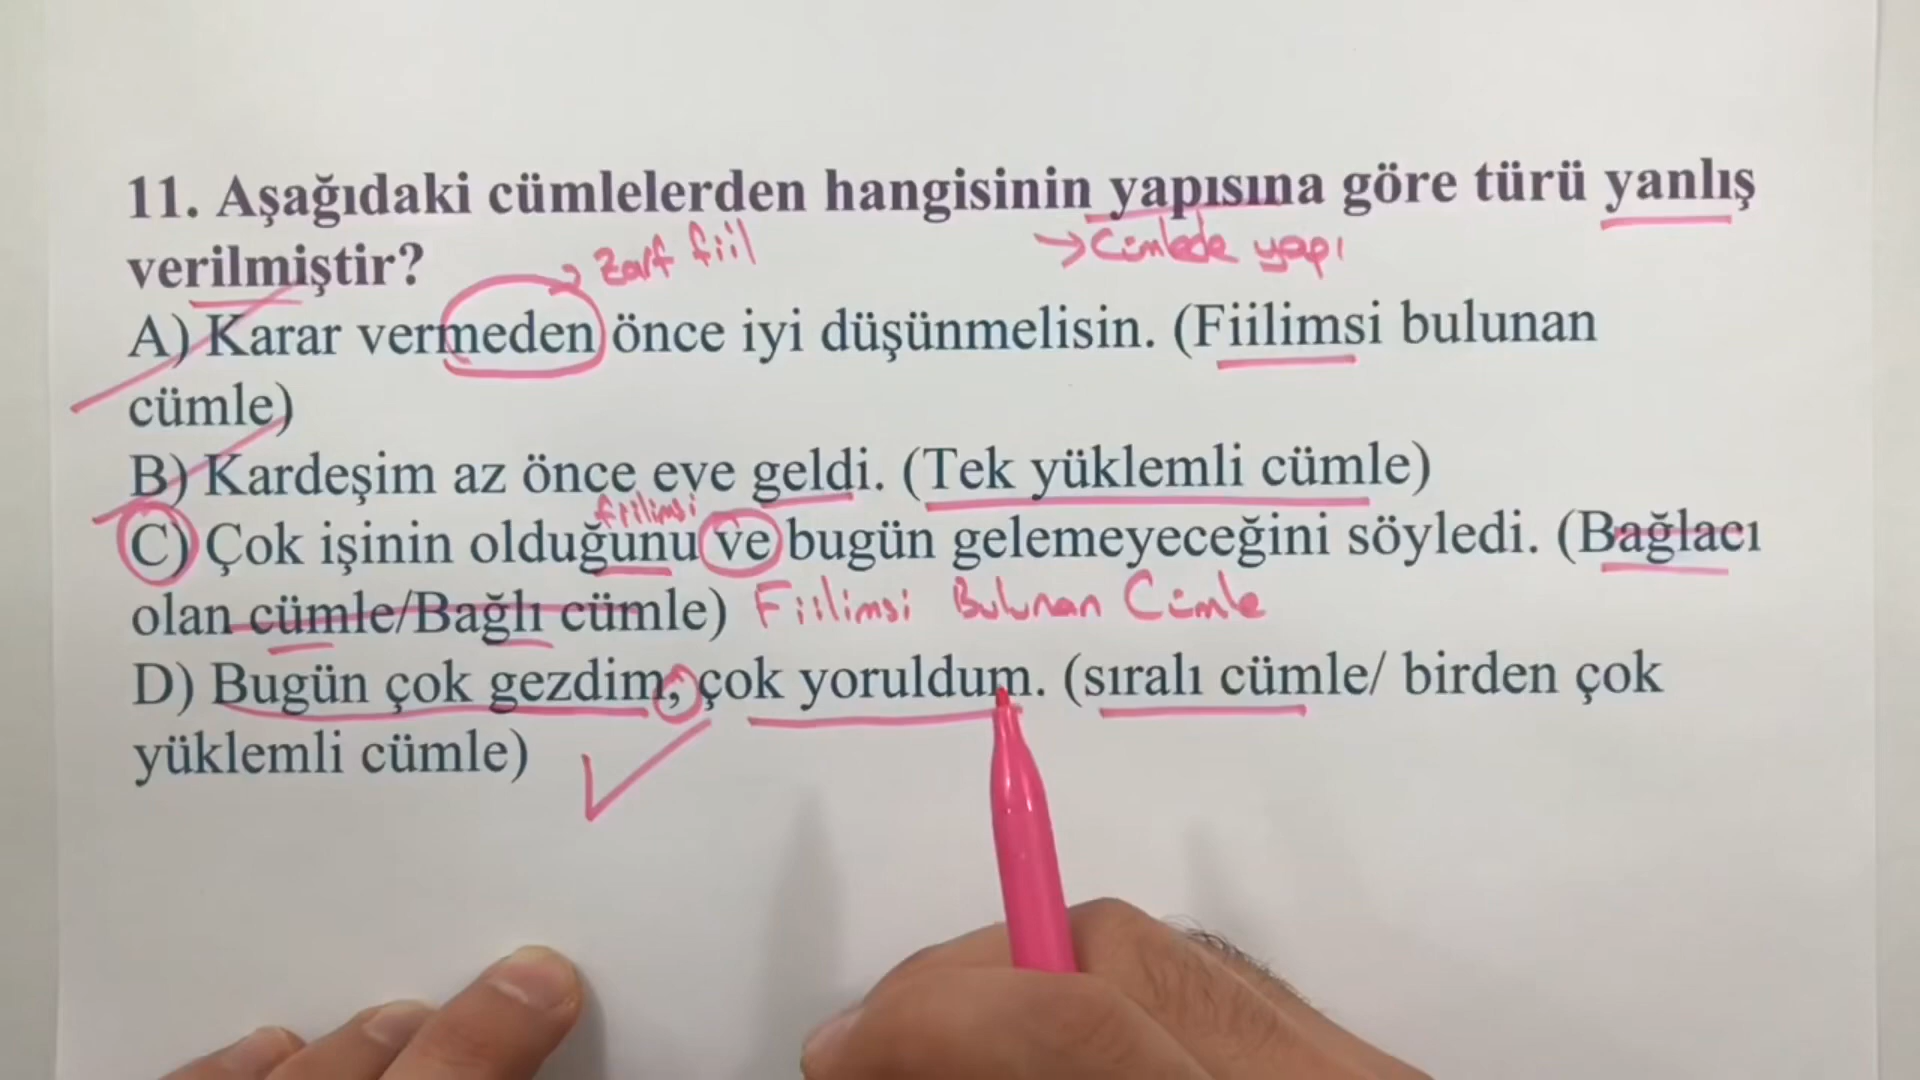 11. Aşağıdaki cümlelerden hangisinin yapısına göre türü yanlış
verilmiştir?
zarf fiil
→ Cümlede yapı
A) Karar vermeden önce iyi düşünmelisin. (Fiilimsi bulunan
cümle)
B) Kardeşim az önce eve geldi. (Tek yüklemli cümle)
fiilimsi
C) Çok işinin olduğunu ve bugün gelemeyeceğini söyledi. (Bağlacı
olan cümle/Bağlı cümle) Fiilimsi Bulunan Cümle
D) Bugün çok gezdim, çok yoruldum. (sıralı cümle/ birden çok
yüklemli cümle)